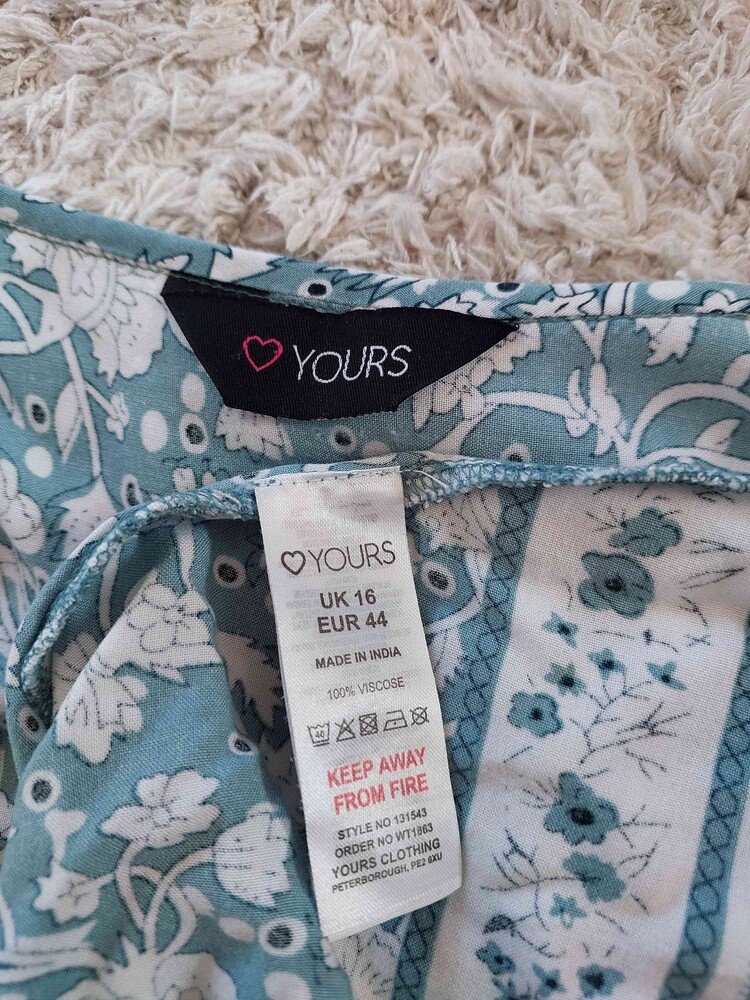 YOURS
YOURS
UK 16
EUR 44
MADE IN INDIA
100% VISCOSE
40
KEEP AWAY
FROM FIRE
STYLE NO 131543
ORDER NO WT1863
YOURS CLOTHING
PETERBOROUGH, PE2 6XU